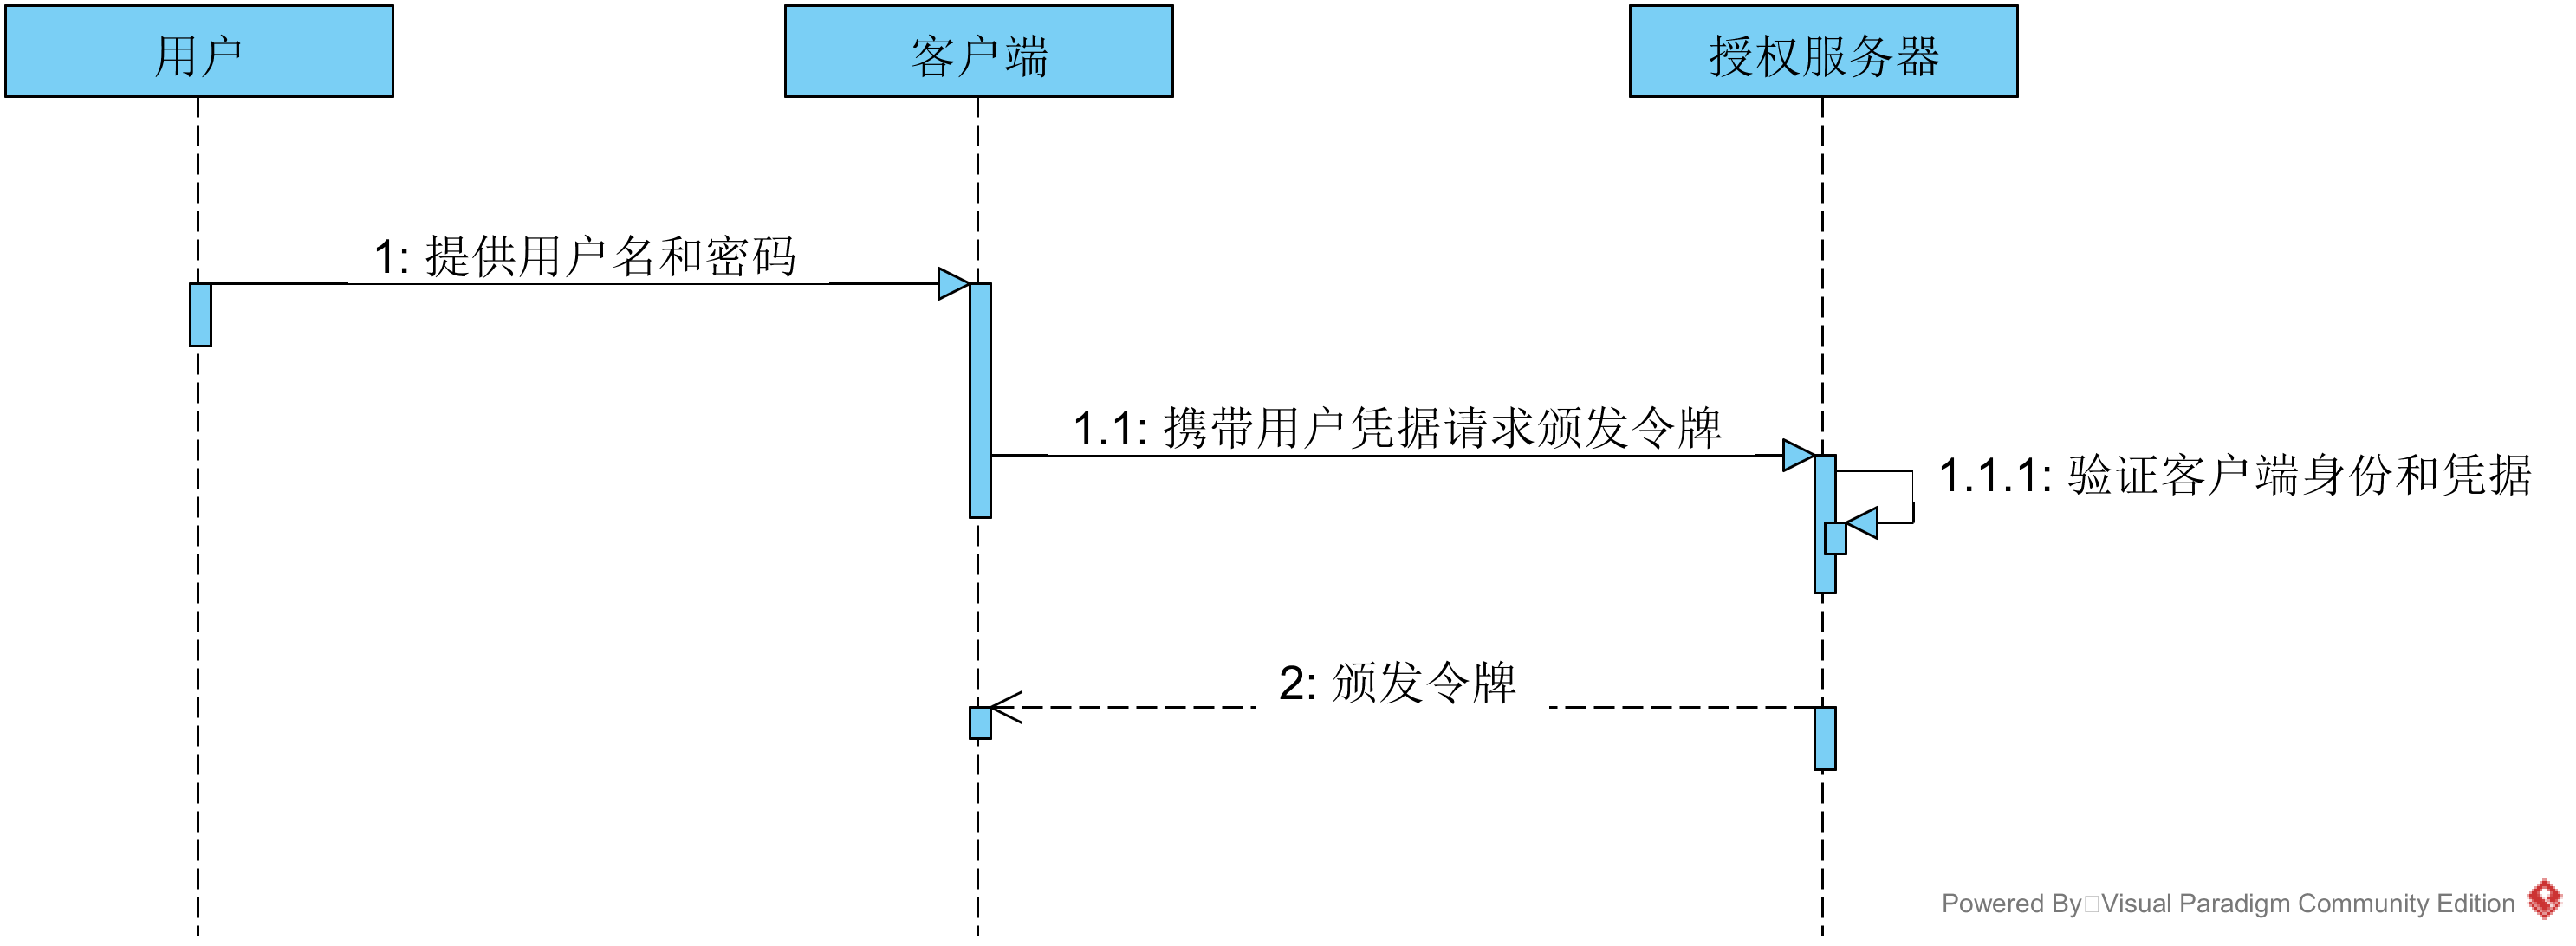 用户
客户端
授权服务器
1: 提供用户名和密码
1.1: 携带用户凭据请求颁发令牌
1.1.1: 验证客户端身份和凭据
2: 颁发令牌
Powered By□Visual Paradigm Community Edition